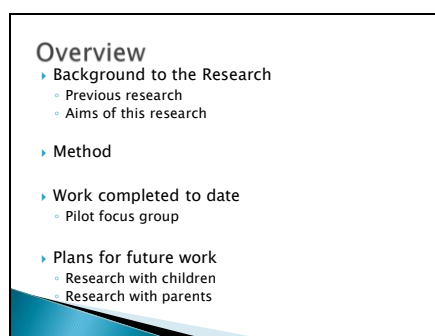 Overview
Background to the Research
Previous research
Aims of this research
Method
Work completed to date
Pilot focus group
Plans for future work
Research with children
Research with parents